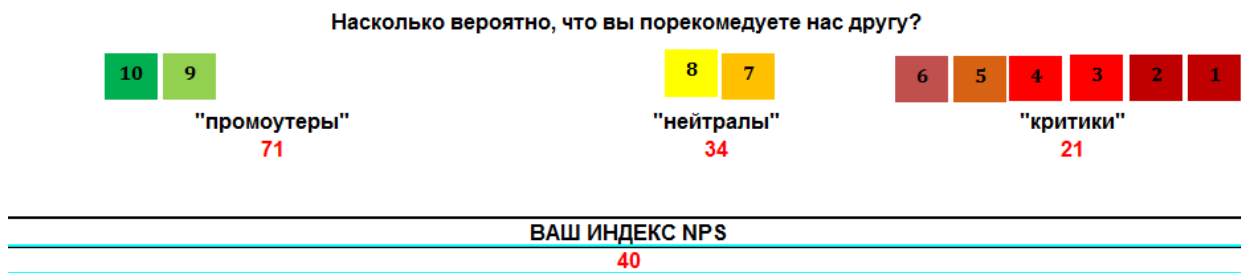 Насколько вероятно, что вы порекомедуете нас другу?
10 9 8 7 6 5 4 3 2 1
"промоутеры" "нейтралы" "критики"
71 34 21
ВАШ ИНДЕКС NPS
40